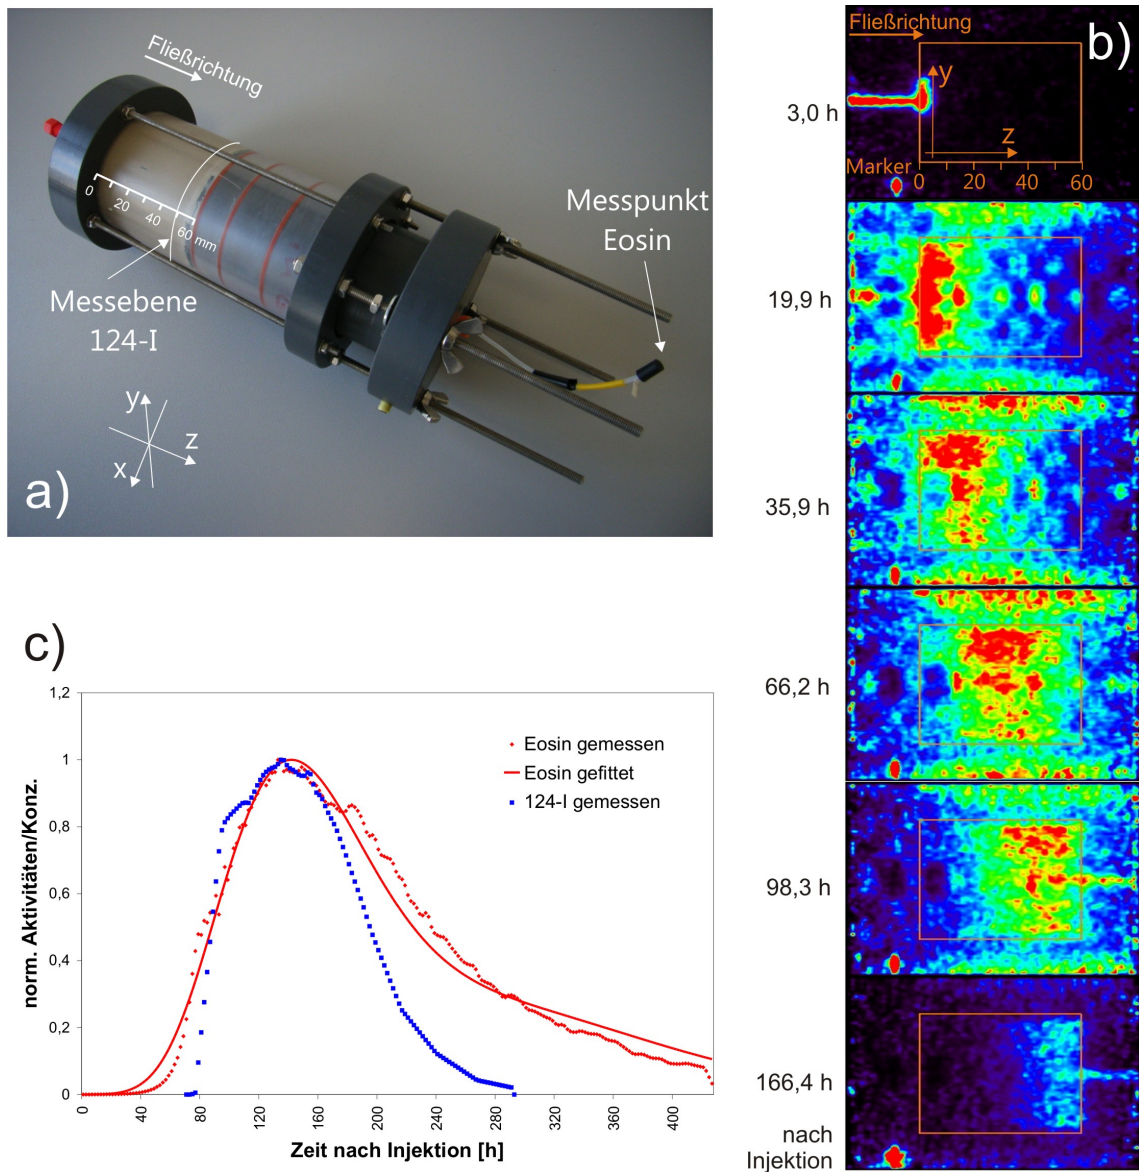 Fließrichtung
0
20
40
60 mm
Messebene
124-I
Messpunkt
Eosin
y
z
x
a)
b)
Fließrichtung
y
z
Marker
0 20 40 60
3,0 h
19,9 h
35,9 h
66,2 h
98,3 h
166,4 h
nach
Injektion
c)
norm. Aktivitäten/Konz.
1,2
1
0,8
0,6
0,4
0,2
0
0 40 80 120 160 200 240 280 320 360 400
Zeit nach Injektion [h]
Eosin gemessen
Eosin gefittet
124-I gemessen